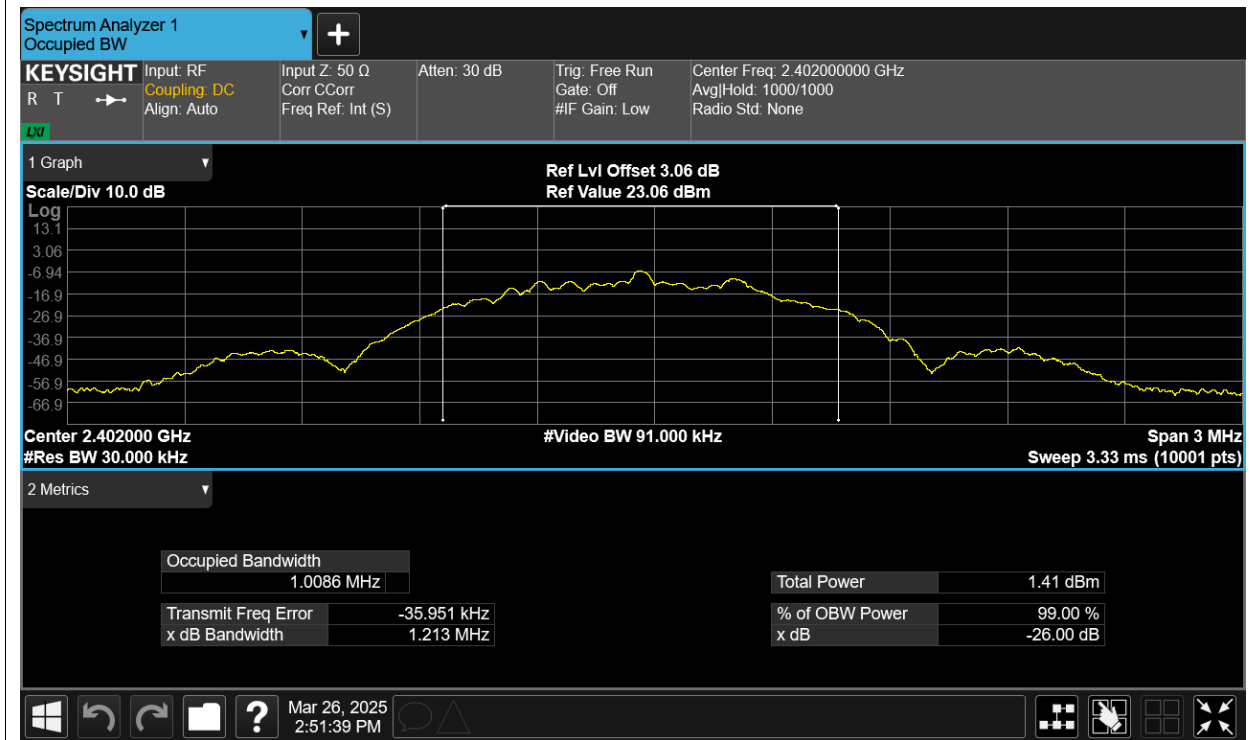 Spectrum Analyzer 1
Occupied BW
+
KEYSIGHT
R T
LXI
Input: RF
Coupling: DC
Align: Auto
Input Z: 50 Ω
Corr CCorr
Freq Ref: Int (S)
Atten: 30 dB
Trig: Free Run
Gate: Off
#IF Gain: Low
Center Freq: 2.402000000 GHz
Avg|Hold: 1000/1000
Radio Std: None
1 Graph
Scale/Div 10.0 dB
Ref Lvl Offset 3.06 dB
Ref Value 23.06 dBm
Log
13.1
3.06
-6.94
-16.9
-26.9
-36.9
-46.9
-56.9
-66.9
Center 2.402000 GHz
#Res BW 30.000 kHz
#Video BW 91.000 kHz
Span 3 MHz
Sweep 3.33 ms (10001 pts)
2 Metrics
Occupied Bandwidth
1.0086 MHz
Transmit Freq Error -35.951 kHz
x dB Bandwidth 1.213 MHz
Total Power 1.41 dBm
% of OBW Power 99.00 %
x dB -26.00 dB
?
Mar 26, 2025
2:51:39 PM